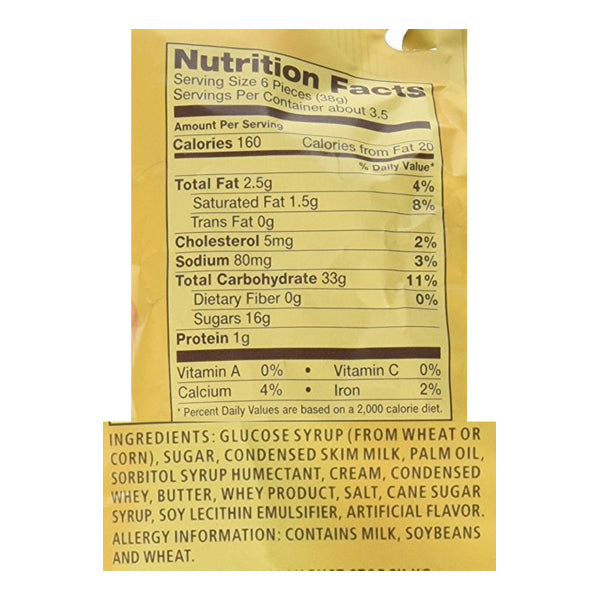 Nutrition Facts
Serving Size 6 Pieces (38g)
Servings Per Container about 3.5
Amount Per Serving
Calories 160 Calories from Fat 20
% Daily Value*
Total Fat 2.5g 4%
Saturated Fat 1.5g 8%
Trans Fat 0g
Cholesterol 5mg 2%
Sodium 80mg 3%
Total Carbohydrate 33g 11%
Dietary Fiber 0g 0%
Sugars 16g
Protein 1g
Vitamin A 0% • Vitamin C 0%
Calcium 4% • Iron 2%
* Percent Daily Values are based on a 2,000 calorie diet.
INGREDIENTS: GLUCOSE SYRUP (FROM WHEAT OR
CORN), SUGAR, CONDENSED SKIM MILK, PALM OIL,
SORBITOL SYRUP HUMECTANT, CREAM, CONDENSED
WHEY, BUTTER, WHEY PRODUCT, SALT, CANE SUGAR
SYRUP, SOY LECITHIN EMULSIFIER, ARTIFICIAL FLAVOR.
ALLERGY INFORMATION: CONTAINS MILK, SOYBEANS
AND WHEAT.